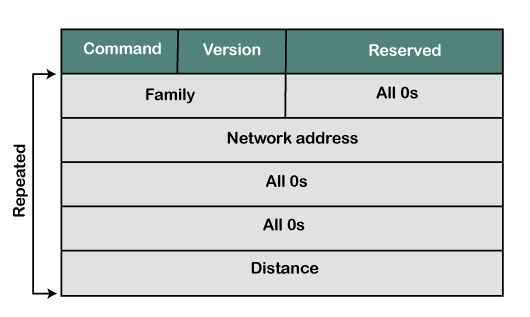 Command Version Reserved
Family All 0s
Network address
All 0s
All 0s
Distance
Repeated